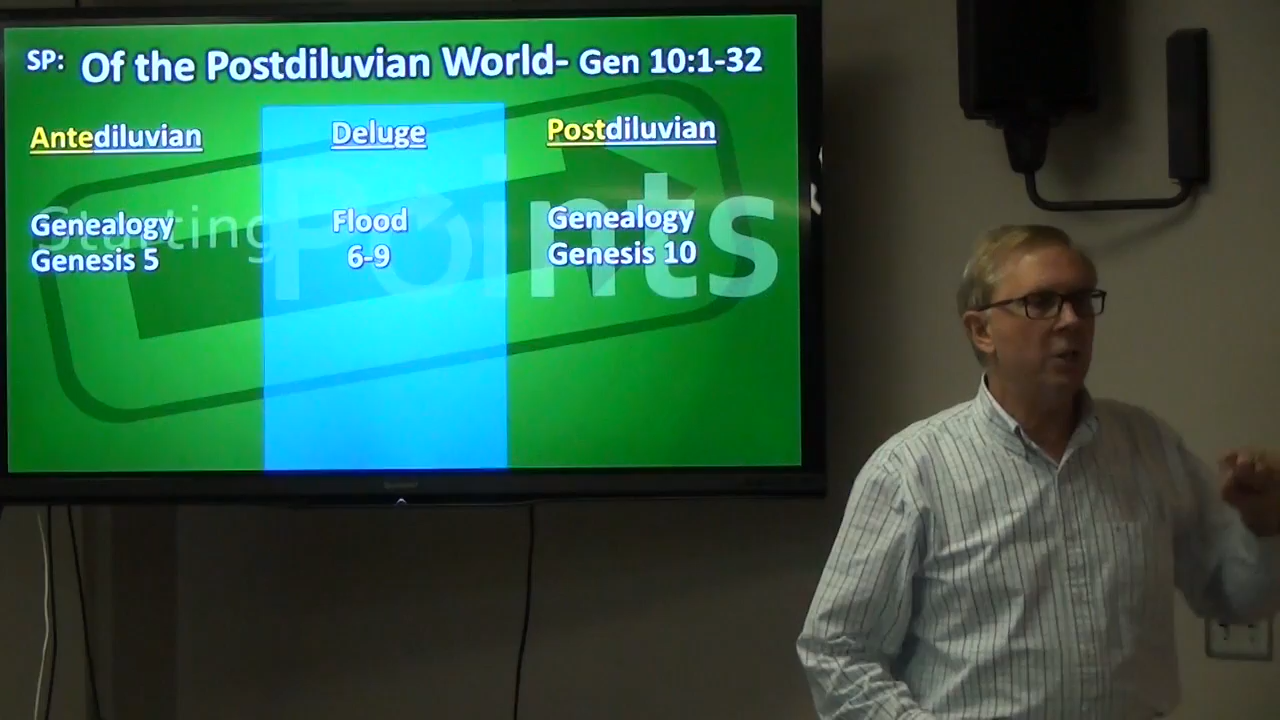 SP: Of the Postdiluvian World- Gen 10:1-32
Antediluvian
Deluge
Postdiluvian
Starting Points
Genealogy
Genesis 5
Flood
6-9
Genealogy
Genesis 10